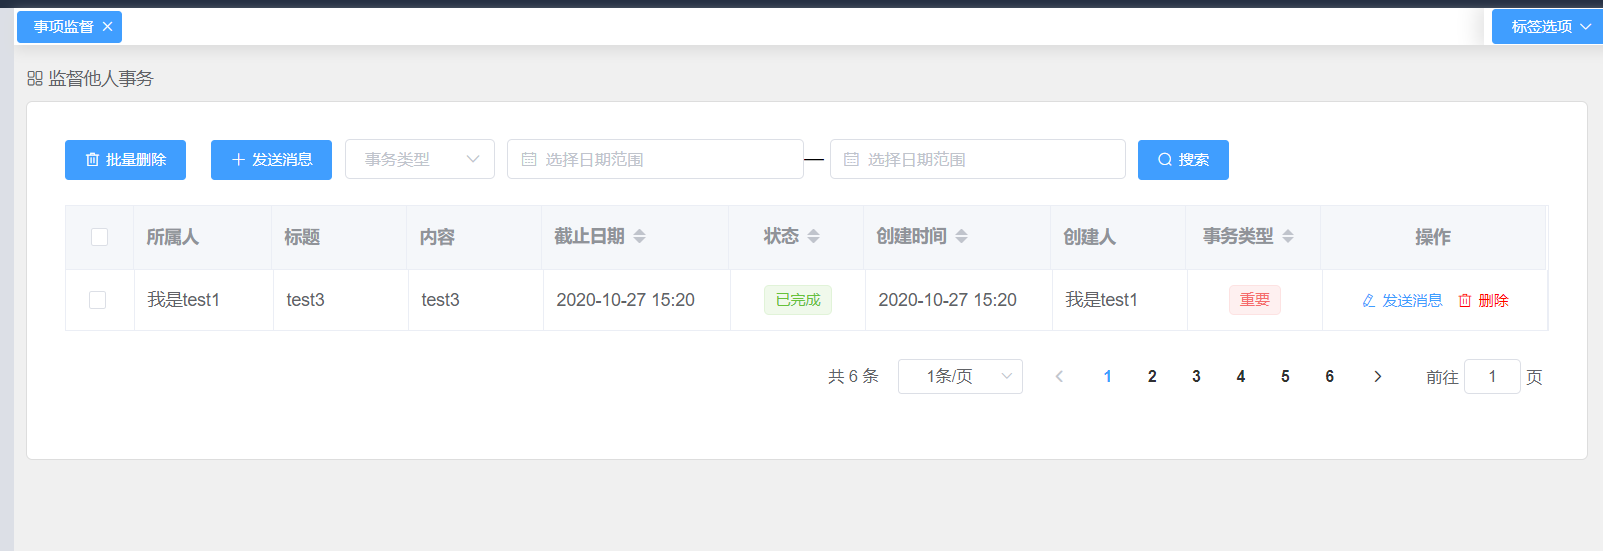 事项监督
标签选项
监督他人事务
批量删除 发送消息 事务类型 选择日期范围 — 选择日期范围 搜索
所属人 标题 内容 截止日期 状态 创建时间 创建人 事务类型 操作
我是test1 test3 test3 2020-10-27 15:20 已完成 2020-10-27 15:20 我是test1 重要 发送消息 删除
共 6 条 1条/页 1 2 3 4 5 6 前往 1 页